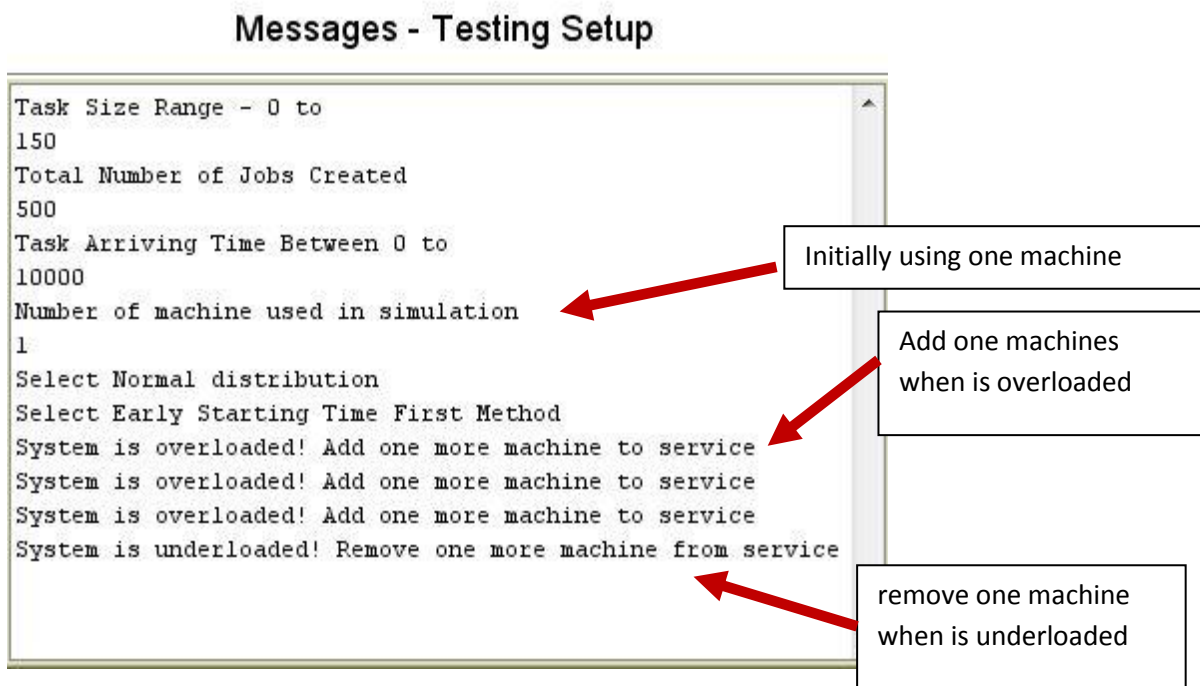 Messages - Testing Setup
Task Size Range - 0 to
150
Total Number of Jobs Created
500
Task Arriving Time Between 0 to
10000
Number of machine used in simulation
1
Select Normal distribution
Select Early Starting Time First Method
System is overloaded! Add one more machine to service
System is overloaded! Add one more machine to service
System is overloaded! Add one more machine to service
System is underloaded! Remove one more machine from service
Initially using one machine
Add one machines
when is overloaded
remove one machine
when is underloaded